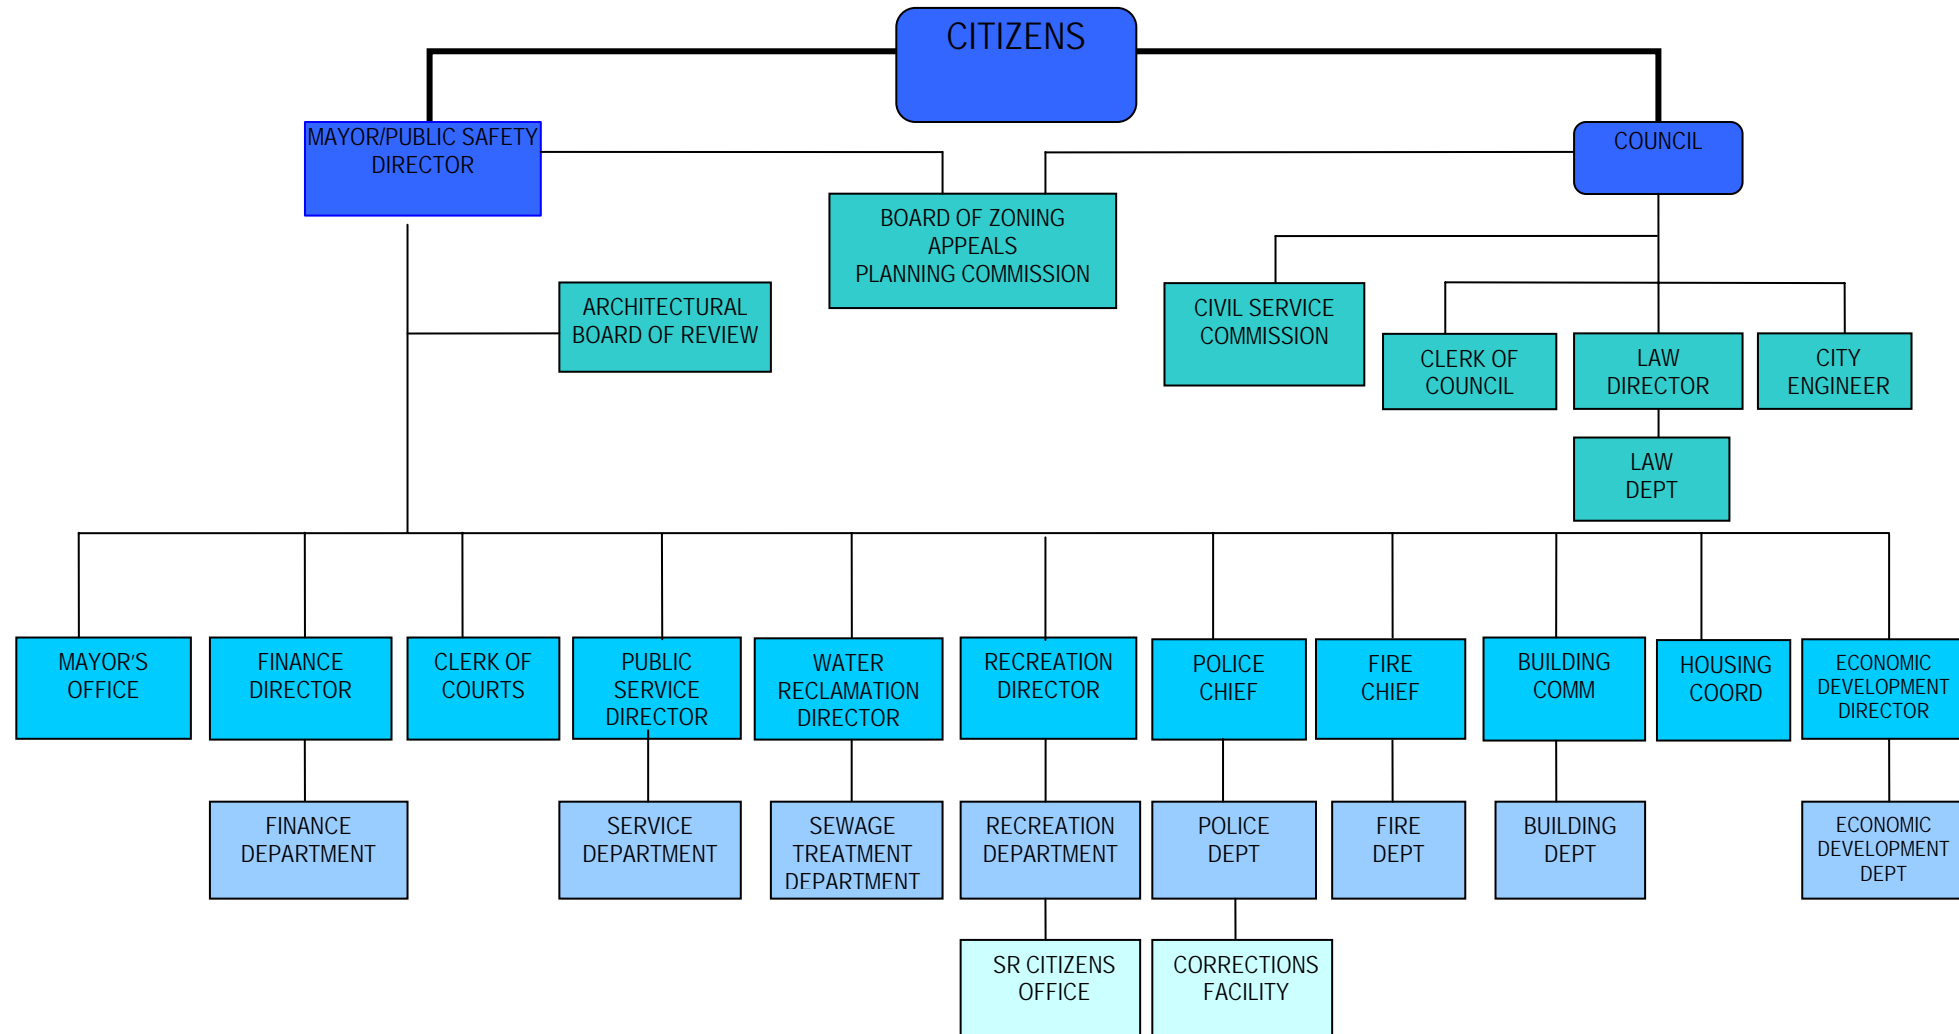 CITIZENS
MAYOR/PUBLIC SAFETY
DIRECTOR
COUNCIL
BOARD OF ZONING
APPEALS
PLANNING COMMISSION
ARCHITECTURAL
BOARD OF REVIEW
CIVIL SERVICE
COMMISSION
CLERK OF
COUNCIL
LAW
DIRECTOR
CITY
ENGINEER
LAW
DEPT
MAYOR'S
OFFICE
FINANCE
DIRECTOR
CLERK OF
COURTS
PUBLIC
SERVICE
DIRECTOR
WATER
RECLAMATION
DIRECTOR
RECREATION
DIRECTOR
POLICE
CHIEF
FIRE
CHIEF
BUILDING
COMM
HOUSING
COORD
ECONOMIC
DEVELOPMENT
DIRECTOR
FINANCE
DEPARTMENT
SERVICE
DEPARTMENT
SEWAGE
TREATMENT
DEPARTMENT
RECREATION
DEPARTMENT
POLICE
DEPT
FIRE
DEPT
BUILDING
DEPT
ECONOMIC
DEVELOPMENT
DEPT
SR CITIZENS
OFFICE
CORRECTIONS
FACILITY